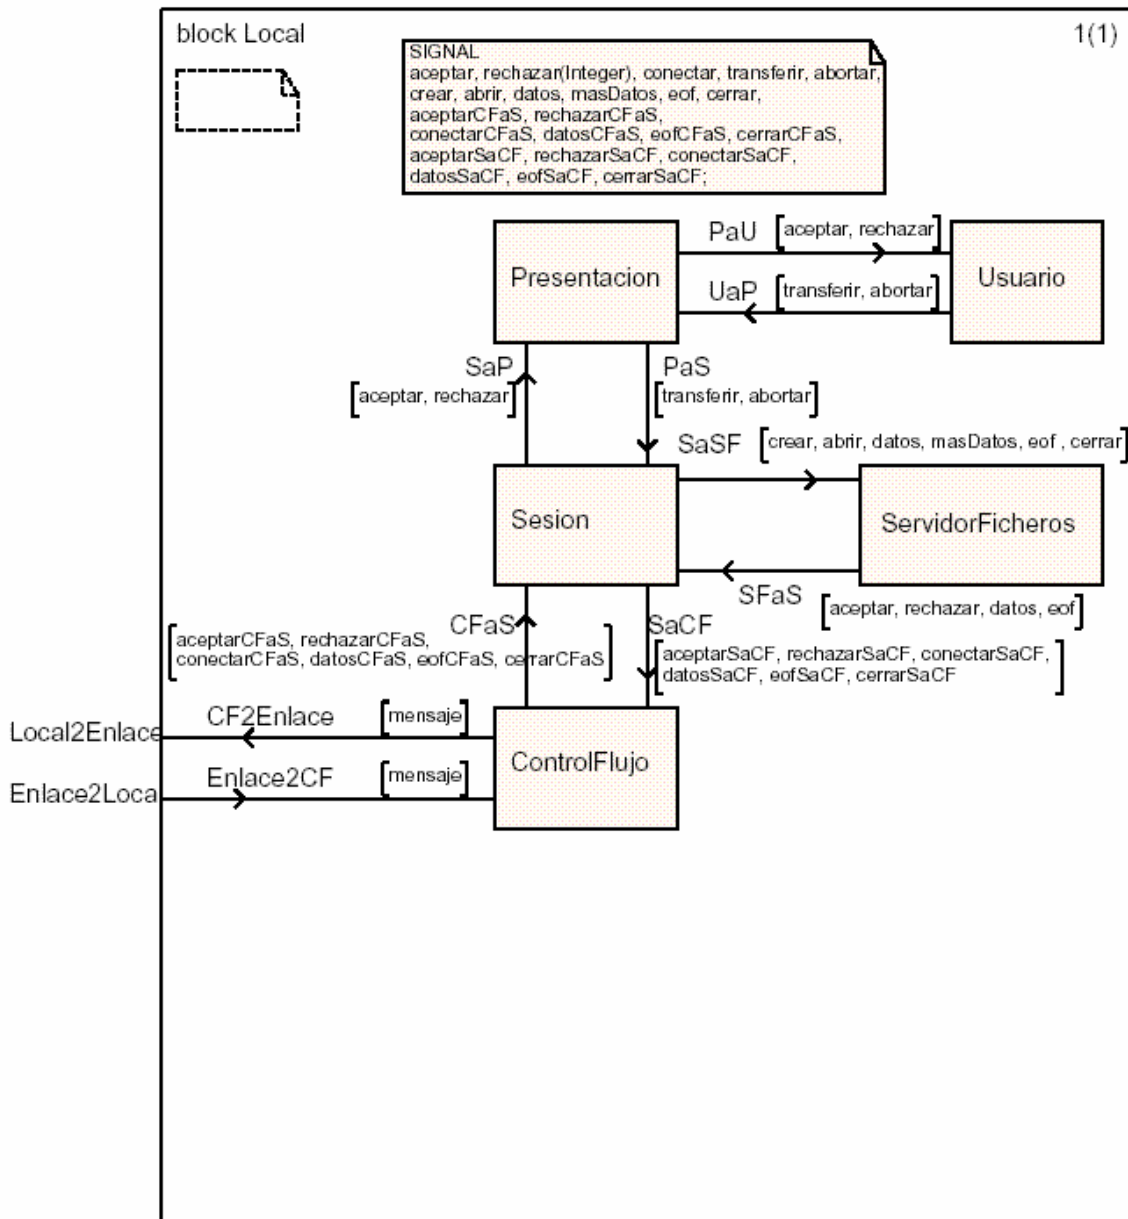 block Local
1(1)
SIGNAL
aceptar, rechazar(Integer), conectar, transferir, abortar,
crear, abrir, datos, masDatos, eof, cerrar,
aceptarCFaS, rechazarCFaS,
conectarCFaS, datosCFaS, eofCFaS, cerrarCFaS,
aceptarSaCF, rechazarSaCF, conectarSaCF,
datosSaCF, eofSaCF, cerrarSaCF;
PaU [aceptar, rechazar]
Presentacion
UaP [transferir, abortar]
Usuario
SaP
[aceptar, rechazar]
PaS
[transferir, abortar]
SaSF [crear, abrir, datos, masDatos, eof , cerrar]
Sesion
ServidorFicheros
SFaS
[aceptar, rechazar, datos, eof]
CFaS
[aceptarCFaS, rechazarCFaS,
conectarCFaS, datosCFaS, eofCFaS, cerrarCFaS]
SaCF
[aceptarSaCF, rechazarSaCF, conectarSaCF,
datosSaCF, eofSaCF, cerrarSaCF]
Local2Enlace
CF2Enlace [mensaje]
ControlFlujo
Enlace2Loca
Enlace2CF [mensaje]